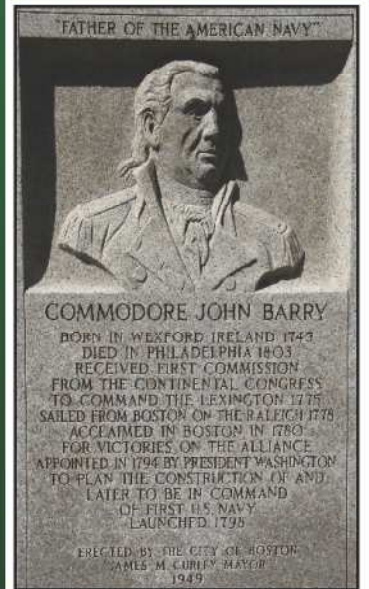 "FATHER OF THE AMERICAN NAVY"
COMMODORE JOHN BARRY
BORN IN WEXFORD IRELAND 1745
DIED IN PHILADELPHIA 1803
RECEIVED FIRST COMMISSION
FROM THE CONTINENTAL CONGRESS
TO COMMAND THE LEXINGTON 1775
SAILED FROM BOSTON ON THE RALEIGH 1778
ACCLAIMED IN BOSTON IN 1780
FOR VICTORIES ON THE ALLIANCE
APPOINTED IN 1794 BY PRESIDENT WASHINGTON
TO PLAN THE CONSTRUCTION OF AND
LATER TO BE IN COMMAND
OF FIRST U.S. NAVY
LAUNCHED 1798
ERECTED BY THE CITY OF BOSTON
JAMES M. CURLEY MAYOR
1949